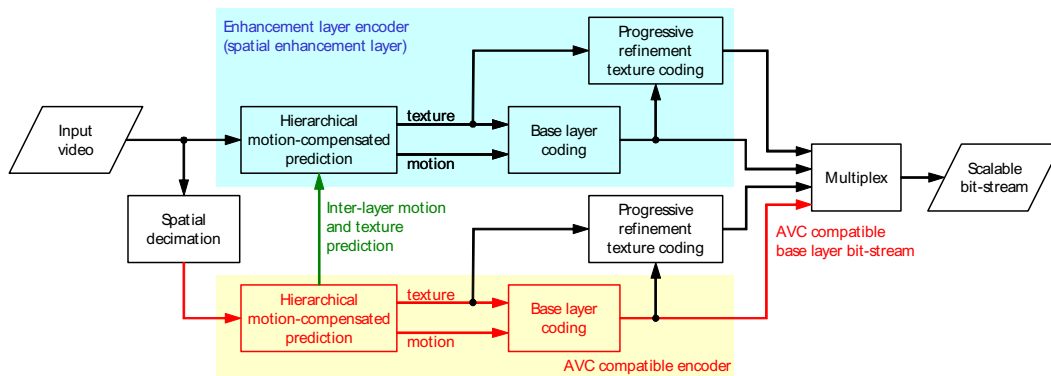 Enhancement layer encoder
(spatial enhancement layer)
Progressive
refinement
texture coding
Input
video
Hierarchical
motion-compensated
prediction
texture
motion
Base layer
coding
Multiplex
Scalable
bit-stream
Spatial
decimation
Inter-layer motion
and texture
prediction
Progressive
refinement
texture coding
AVC compatible
base layer bit-stream
Hierarchical
motion-compensated
prediction
texture
motion
Base layer
coding
AVC compatible encoder